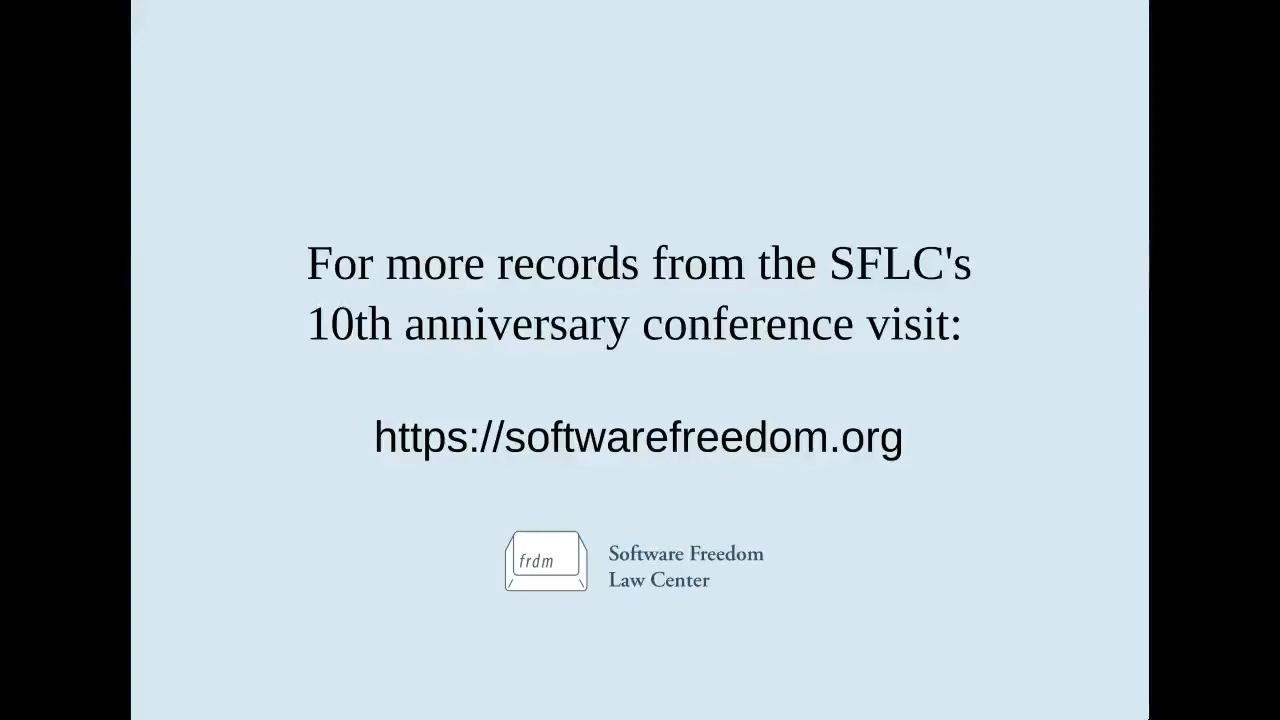 For more records from the SFLC's
10th anniversary conference visit:
https://softwarefreedom.org
frdm
Software Freedom
Law Center